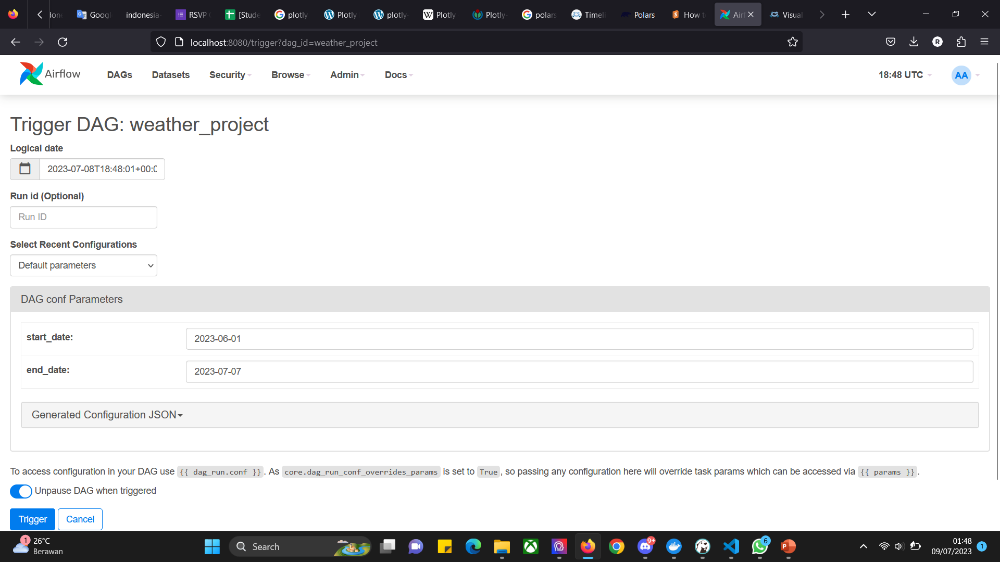 Googl
indonesia
RSVP
[Stude
plotly
Plotly
plotly-
Plotly
Plotly-
polars
Timeli
Polars
How t
Air
Visual
localhost:8080/trigger?dag_id=weather_project
R
Airflow DAGs Datasets Security Browse Admin Docs 18:48 UTC AA
Trigger DAG: weather_project
Logical date
2023-07-08T18:48:01+00:0
Run id (Optional)
Run ID
Select Recent Configurations
Default parameters
DAG conf Parameters
start_date: 2023-06-01
end_date: 2023-07-07
Generated Configuration JSON
To access configuration in your DAG use {{ dag_run.conf }}. As core.dag_run_conf_overrides_params is set to True, so passing any configuration here will override task params which can be accessed via {{ params }}.
Unpause DAG when triggered
Trigger Cancel
1
26°C
Berawan
Search
9+
6
01:48
09/07/2023
1